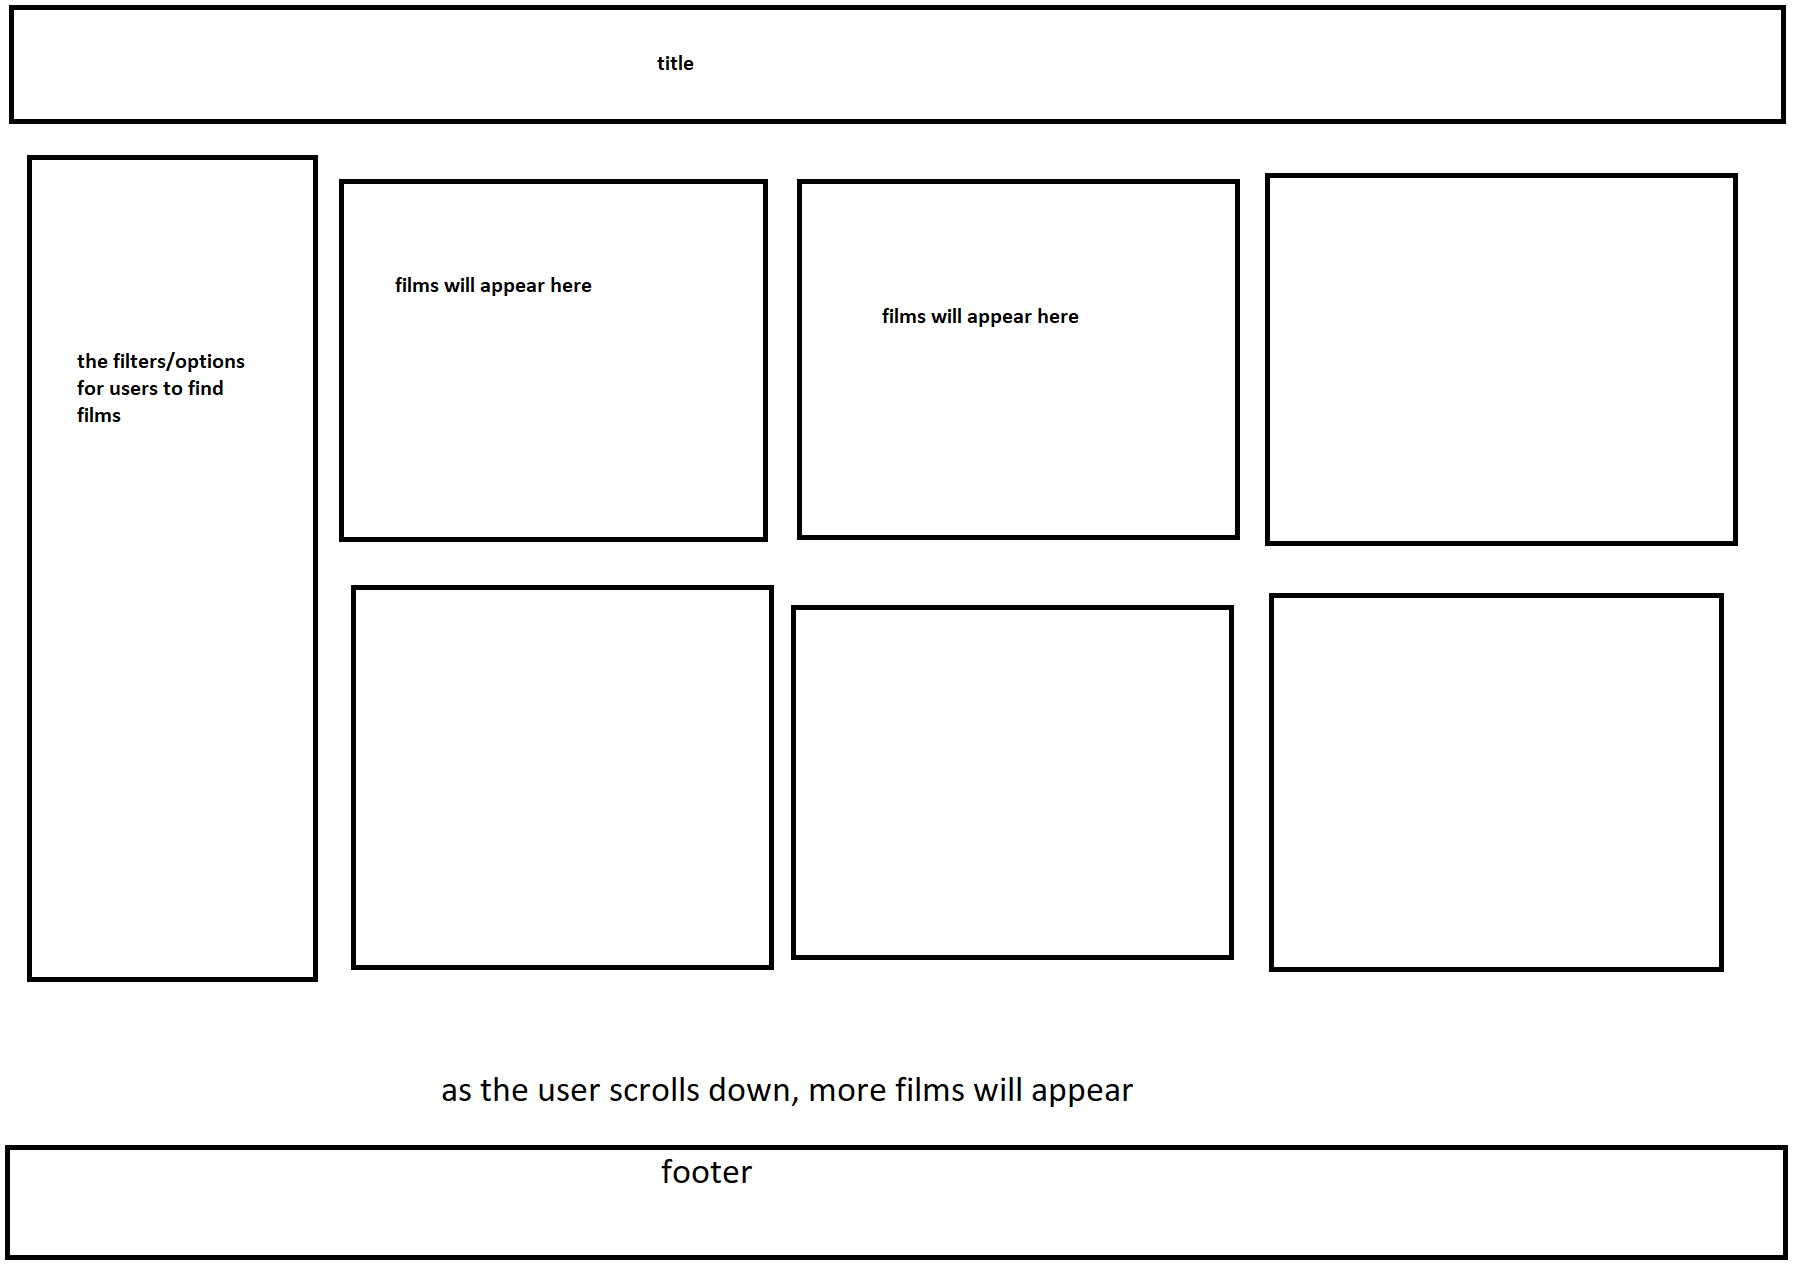 title
films will appear here
films will appear here
the filters/options
for users to find
films
as the user scrolls down, more films will appear
footer